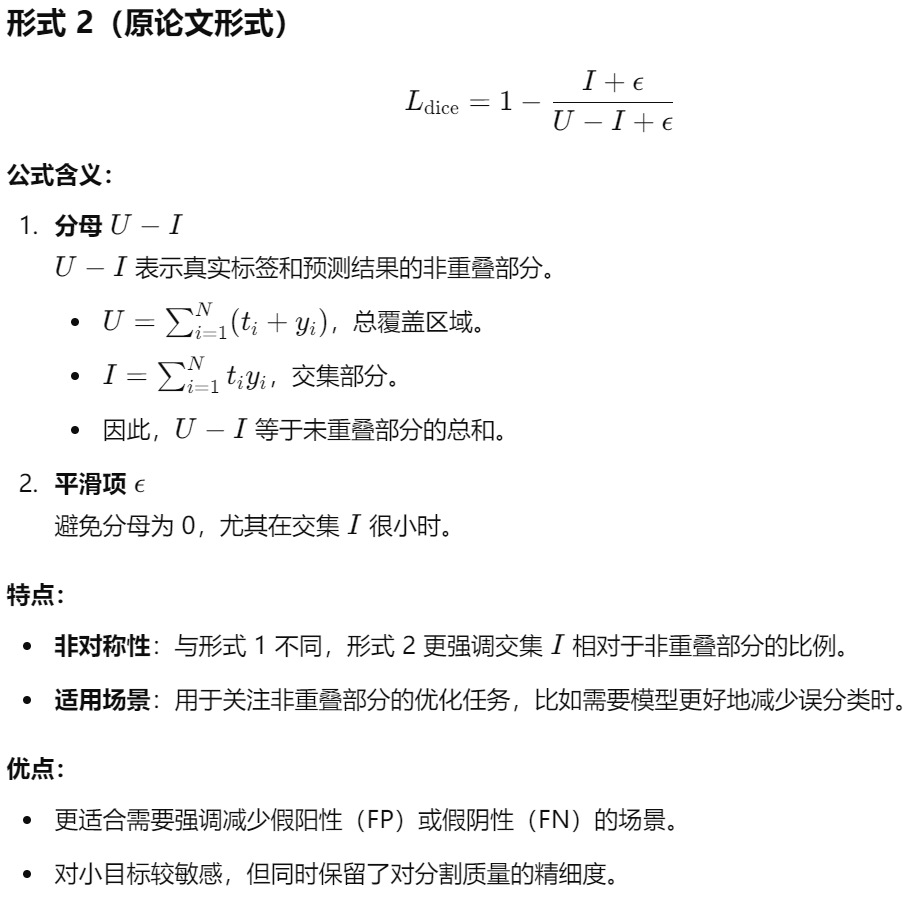 形式 2（原论文形式）
L_dice = 1 − (I + ϵ) / (U − I + ϵ)
公式含义：
1. 分母 U − I
U − I 表示真实标签和预测结果的非重叠部分。
• U = ∑_{i=1}^{N}(t_i + y_i)，总覆盖区域。
• I = ∑_{i=1}^{N} t_i y_i，交集部分。
• 因此，U − I 等于未重叠部分的总和。
2. 平滑项 ϵ
避免分母为 0，尤其在交集 I 很小时。
特点：
• 非对称性：与形式 1 不同，形式 2 更强调交集 I 相对于非重叠部分的比例。
• 适用场景：用于关注非重叠部分的优化任务，比如需要模型更好地减少误分类时。
优点：
• 更适合需要强调减少假阳性（FP）或假阴性（FN）的场景。
• 对小目标较敏感，但同时保留了对分割质量的精细度。